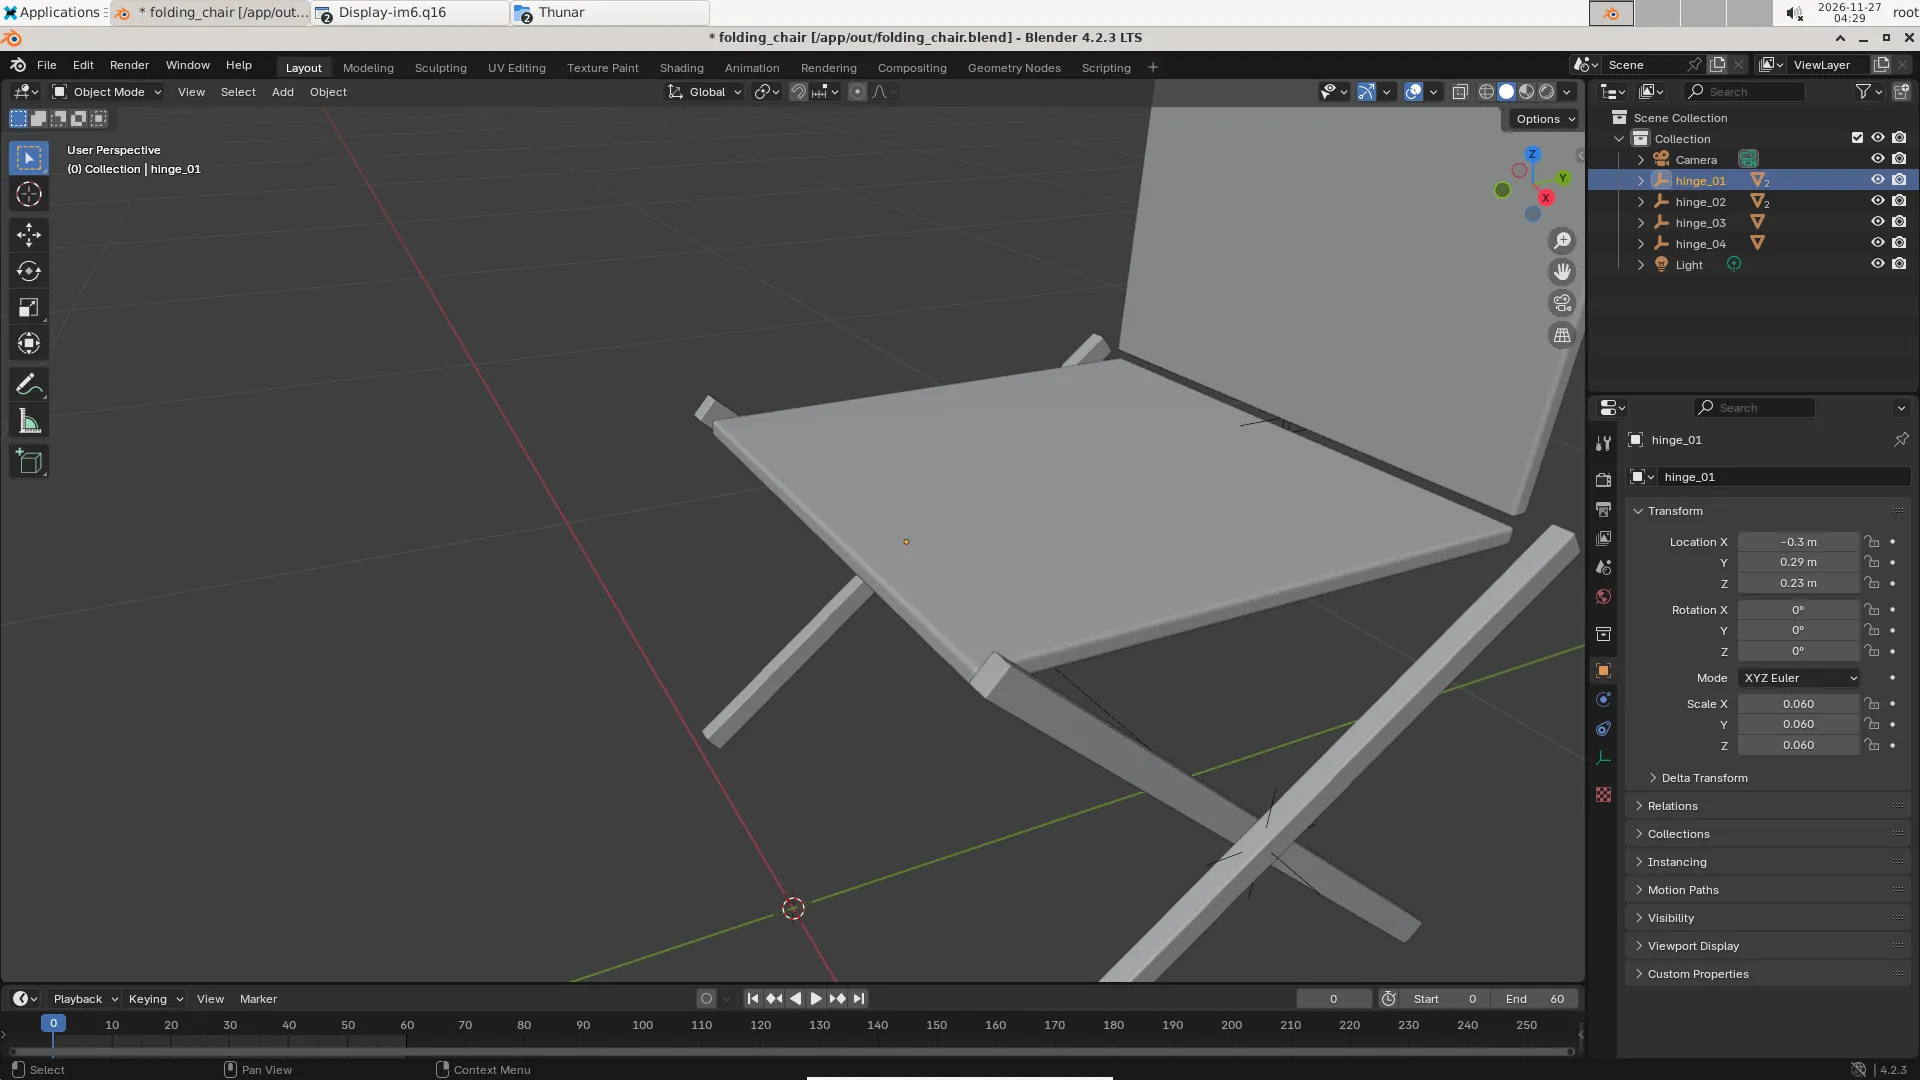 Applications
* folding_chair [/app/out...
Display-im6.q16
Thunar
2026-11-27
04:29
root
* folding_chair [/app/out/folding_chair.blend] - Blender 4.2.3 LTS
File Edit Render Window Help
Layout Modeling Sculpting UV Editing Texture Paint Shading Animation Rendering Compositing Geometry Nodes Scripting
Scene
ViewLayer
Object Mode View Select Add Object
Global
Search
Options
User Perspective
(0) Collection | hinge_01
Z
Y
X
Scene Collection
Collection
Camera
hinge_01 2
hinge_02 2
hinge_03
hinge_04
Light
Search
hinge_01
hinge_01
Transform
Location X -0.3 m
Y 0.29 m
Z 0.23 m
Rotation X 0°
Y 0°
Z 0°
Mode XYZ Euler
Scale X 0.060
Y 0.060
Z 0.060
Delta Transform
Relations
Collections
Instancing
Motion Paths
Visibility
Viewport Display
Custom Properties
Playback Keying View Marker
0
Start 0
End 60
0 10 20 30 40 50 60 70 80 90 100 110 120 130 140 150 160 170 180 190 200 210 220 230 240 250
Select
Pan View
Context Menu
4.2.3